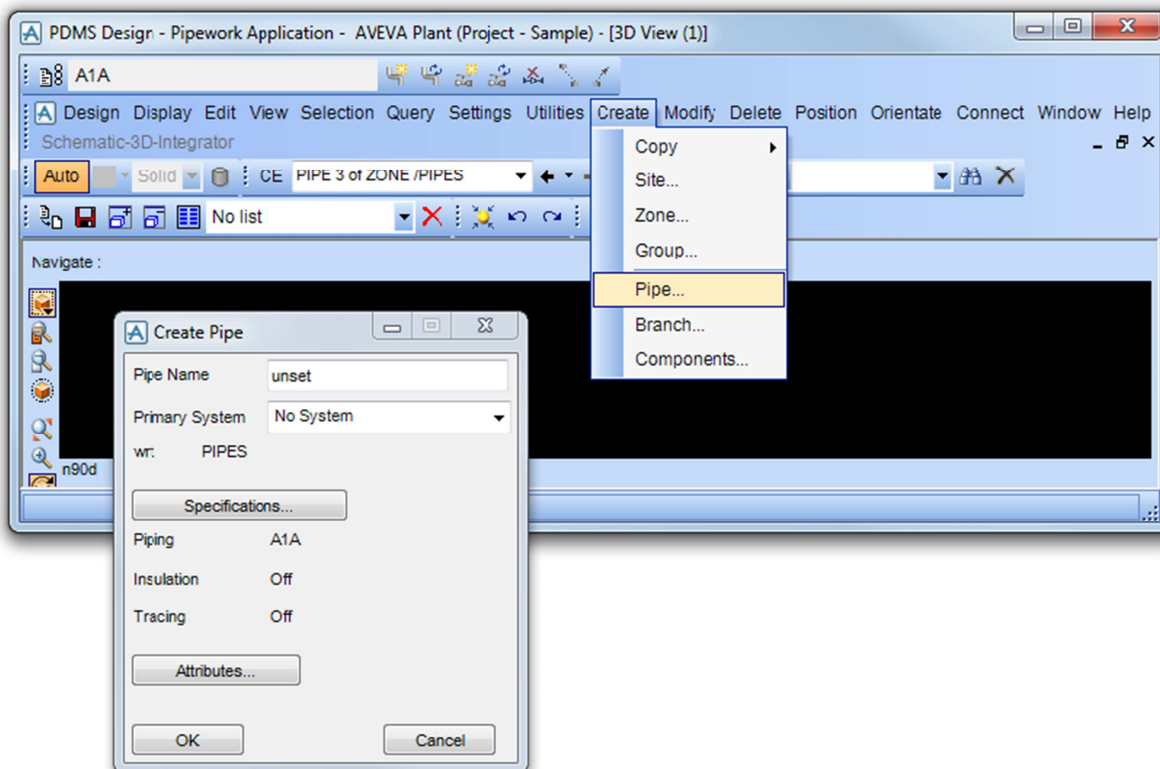 PDMS Design - Pipework Application - AVEVA Plant (Project - Sample) - [3D View (1)]
A1A
Design Display Edit View Selection Query Settings Utilities Create Modify Delete Position Orientate Connect Window Help
Schematic-3D-Integrator
Copy
Site...
Zone...
Group...
Pipe...
Branch...
Components...
Auto Solid CE PIPE 3 of ZONE /PIPES
No list
Navigate :
n90d
Create Pipe
Pipe Name unset
Primary System No System
wrt: PIPES
Specifications...
Piping A1A
Insulation Off
Tracing Off
Attributes...
OK Cancel